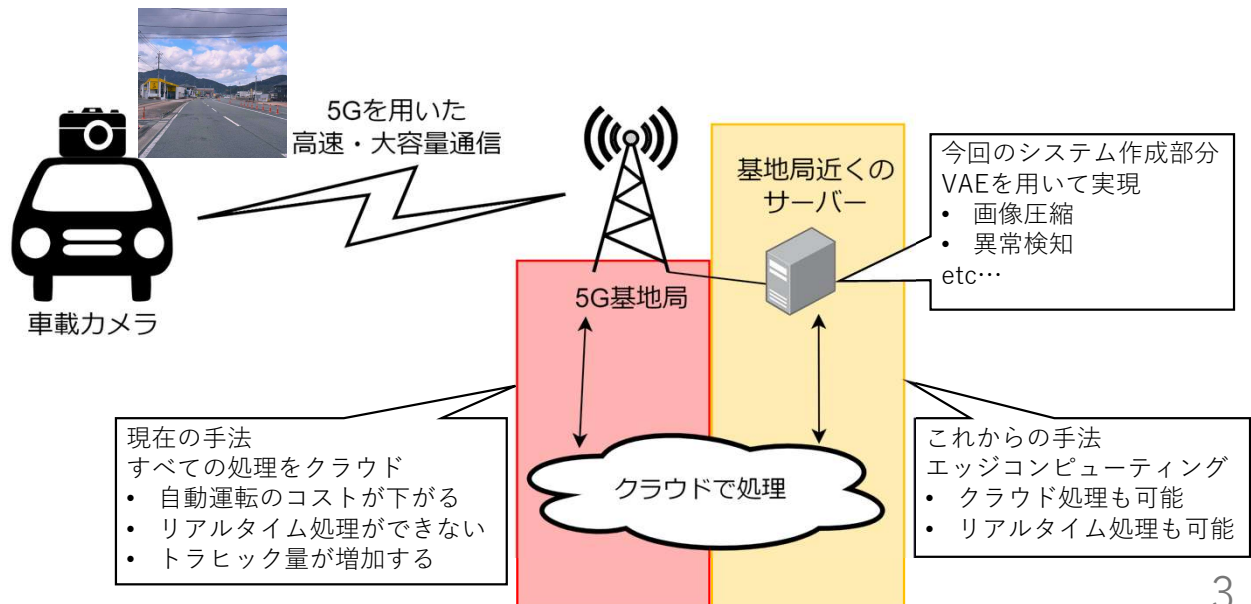 5Gを用いた
高速・大容量通信
車載カメラ
5G基地局
基地局近くの
サーバー
今回のシステム作成部分
VAEを用いて実現
• 画像圧縮
• 異常検知
etc…
現在の手法
すべての処理をクラウド
• 自動運転のコストが下がる
• リアルタイム処理ができない
• トラヒック量が増加する
クラウドで処理
これからの手法
エッジコンピューティング
• クラウド処理も可能
• リアルタイム処理も可能
3